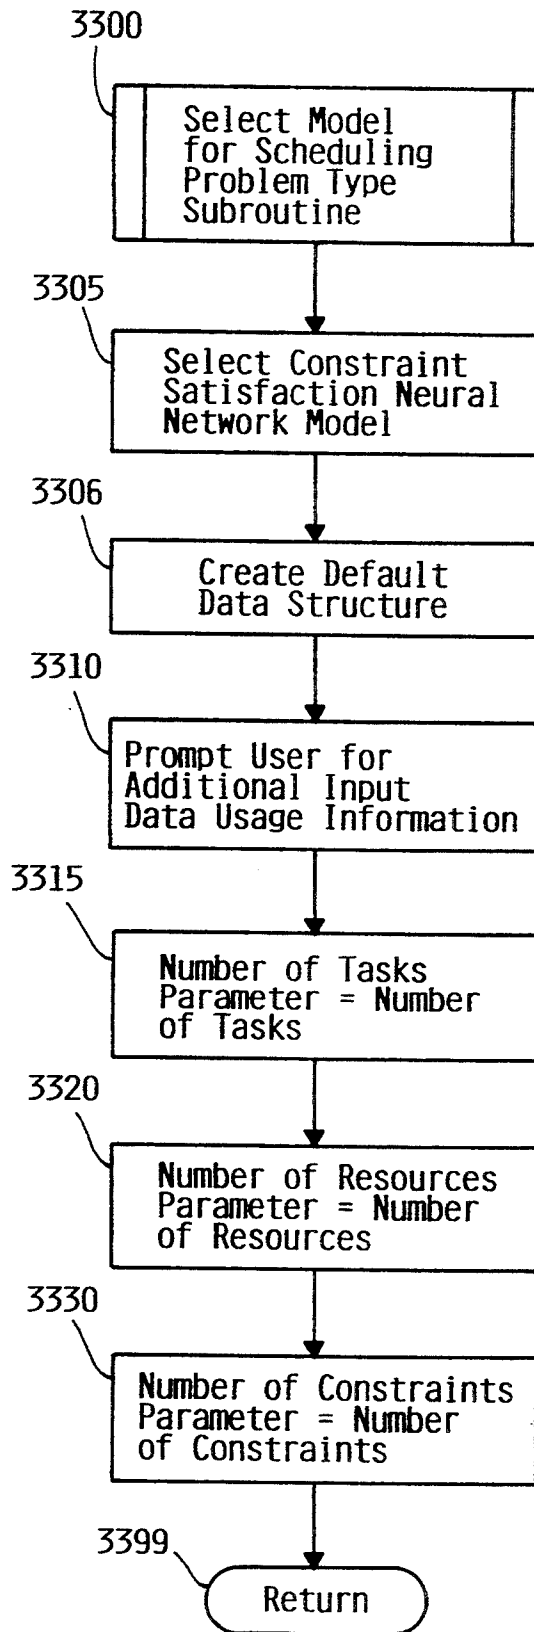 3300
Select Model
for Scheduling
Problem Type
Subroutine
3305
Select Constraint
Satisfaction Neural
Network Model
3306
Create Default
Data Structure
3310
Prompt User for
Additional Input
Data Usage Information
3315
Number of Tasks
Parameter = Number
of Tasks
3320
Number of Resources
Parameter = Number
of Resources
3330
Number of Constraints
Parameter = Number
of Constraints
3399
Return